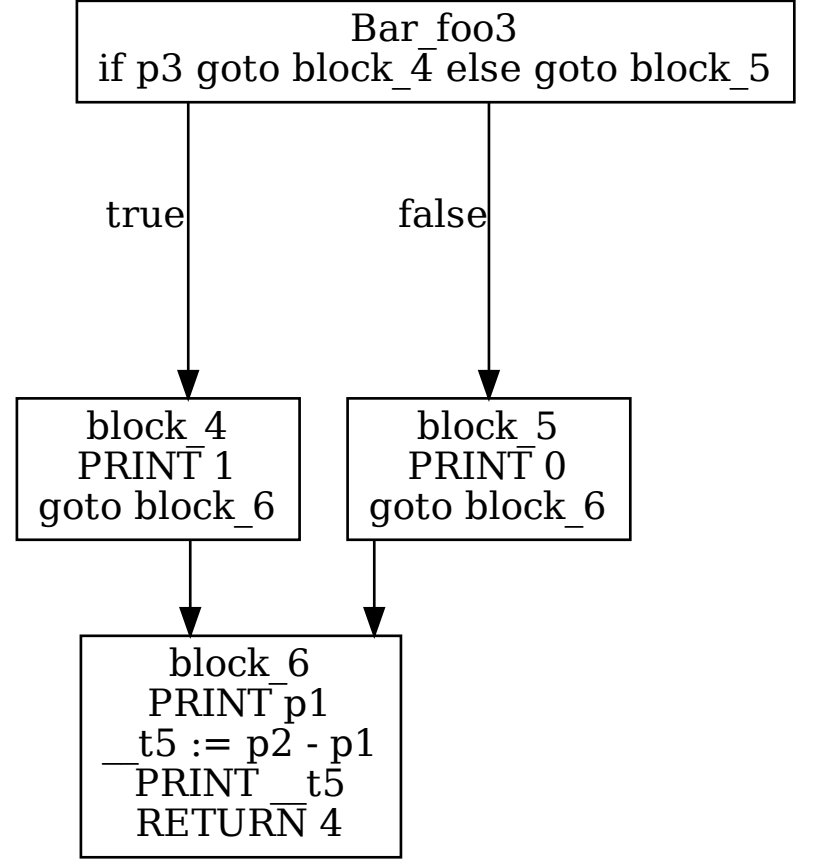 Bar_foo3
if p3 goto block_4 else goto block_5
true
false
block_4
PRINT 1
goto block_6
block_5
PRINT 0
goto block_6
block_6
PRINT p1
__t5 := p2 - p1
PRINT __t5
RETURN 4